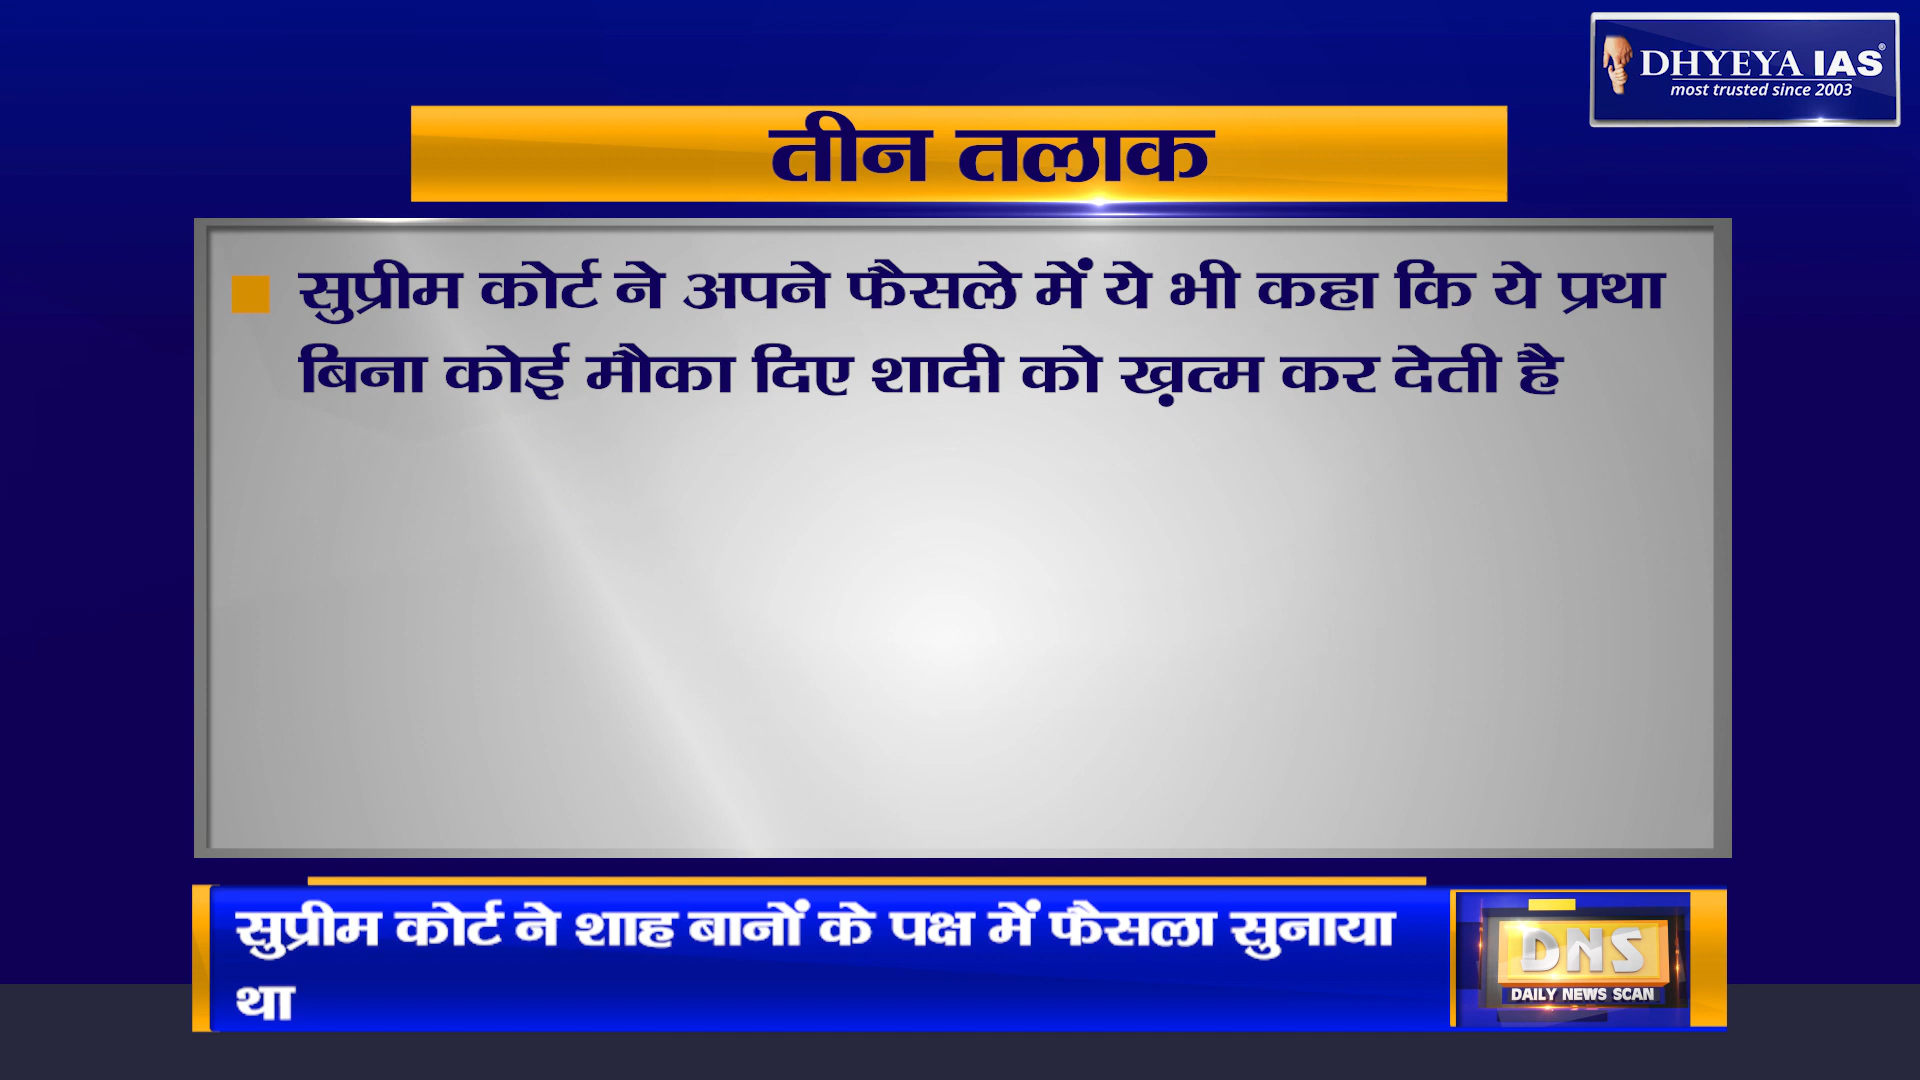 DHYEYA IAS®
most trusted since 2003
तीन तलाक
सुप्रीम कोर्ट ने अपने फैसले में ये भी कहा कि ये प्रथा
बिना कोई मौका दिए शादी को ख़त्म कर देती है
सुप्रीम कोर्ट ने शाह बानों के पक्ष में फैसला सुनाया
था
DNS
DAILY NEWS SCAN